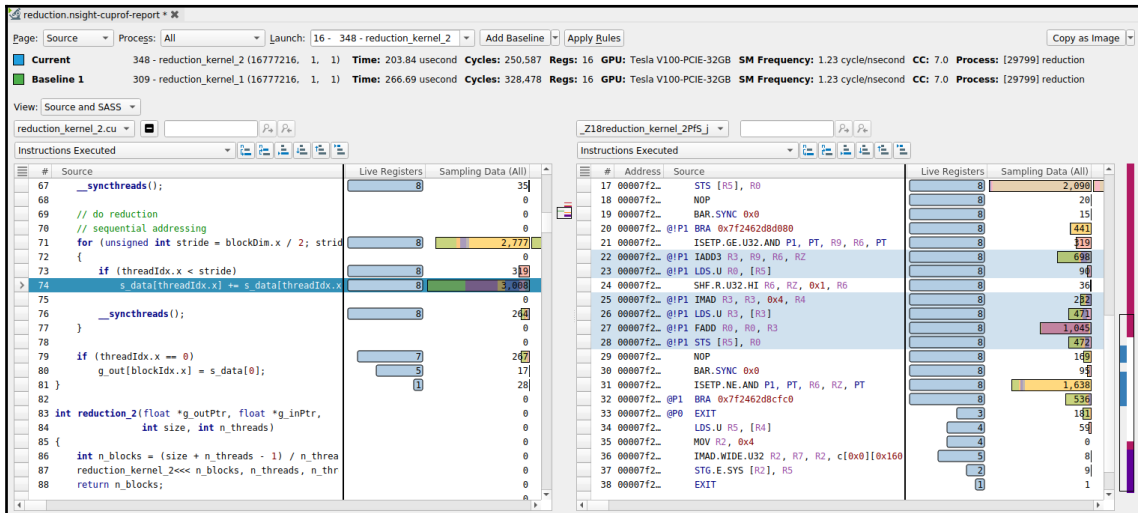 reduction.nsight-cuprof-report *
Page: Source Process: All Launch: 16 - 348 - reduction_kernel_2 Add Baseline Apply Rules Copy as Image
Current 348 - reduction_kernel_2 (16777216, 1, 1) Time: 203.84 usecond Cycles: 250,587 Regs: 16 GPU: Tesla V100-PCIE-32GB SM Frequency: 1.23 cycle/nsecond CC: 7.0 Process: [29799] reduction
Baseline 1 309 - reduction_kernel_1 (16777216, 1, 1) Time: 266.69 usecond Cycles: 328,478 Regs: 16 GPU: Tesla V100-PCIE-32GB SM Frequency: 1.23 cycle/nsecond CC: 7.0 Process: [29799] reduction
View: Source and SASS
reduction_kernel_2.cu
Instructions Executed
# Source Live Registers Sampling Data (All)
67 __syncthreads(); 8 35
68 0
69 // do reduction 0
70 // sequential addressing 0
71 for (unsigned int stride = blockDim.x / 2; strid 8 2,777
72 { 0
73 if (threadIdx.x < stride) 8 319
74 s_data[threadIdx.x] += s_data[threadIdx.x 8 3,008
75 0
76 __syncthreads(); 8 264
77 } 0
78 0
79 if (threadIdx.x == 0) 7 267
80 g_out[blockIdx.x] = s_data[0]; 5 17
81 } 1 28
82 0
83 int reduction_2(float *g_outPtr, float *g_inPtr, 0
84 int size, int n_threads) 0
85 { 0
86 int n_blocks = (size + n_threads - 1) / n_threa 0
87 reduction_kernel_2<<< n_blocks, n_threads, n_thr 0
88 return n_blocks; 0
0
_Z18reduction_kernel_2PfS_j
Instructions Executed
# Address Source Live Registers Sampling Data (All)
17 00007f2... STS [R5], R0 8 2,090
18 00007f2... NOP 8 20
19 00007f2... BAR.SYNC 0x0 8 15
20 00007f2... @!P1 BRA 0x7f2462d8d080 8 441
21 00007f2... ISETP.GE.U32.AND P1, PT, R9, R6, PT 8 319
22 00007f2... @!P1 IADD3 R3, R9, R6, RZ 8 698
23 00007f2... @!P1 LDS.U R0, [R5] 8 90
24 00007f2... SHF.R.U32.HI R6, RZ, 0x1, R6 8 36
25 00007f2... @!P1 IMAD R3, R3, 0x4, R4 8 232
26 00007f2... @!P1 LDS.U R3, [R3] 8 471
27 00007f2... @!P1 FADD R0, R0, R3 8 1,045
28 00007f2... @!P1 STS [R5], R0 8 472
29 00007f2... NOP 8 169
30 00007f2... BAR.SYNC 0x0 8 95
31 00007f2... ISETP.NE.AND P1, PT, R6, RZ, PT 8 1,638
32 00007f2... @P1 BRA 0x7f2462d8cfc0 8 536
33 00007f2... @P0 EXIT 3 181
34 00007f2... LDS.U R5, [R4] 4 59
35 00007f2... MOV R2, 0x4 4 0
36 00007f2... IMAD.WIDE.U32 R2, R7, R2, c[0x0][0x160 5 8
37 00007f2... STG.E.SYS [R2], R5 2 9
38 00007f2... EXIT 1 1